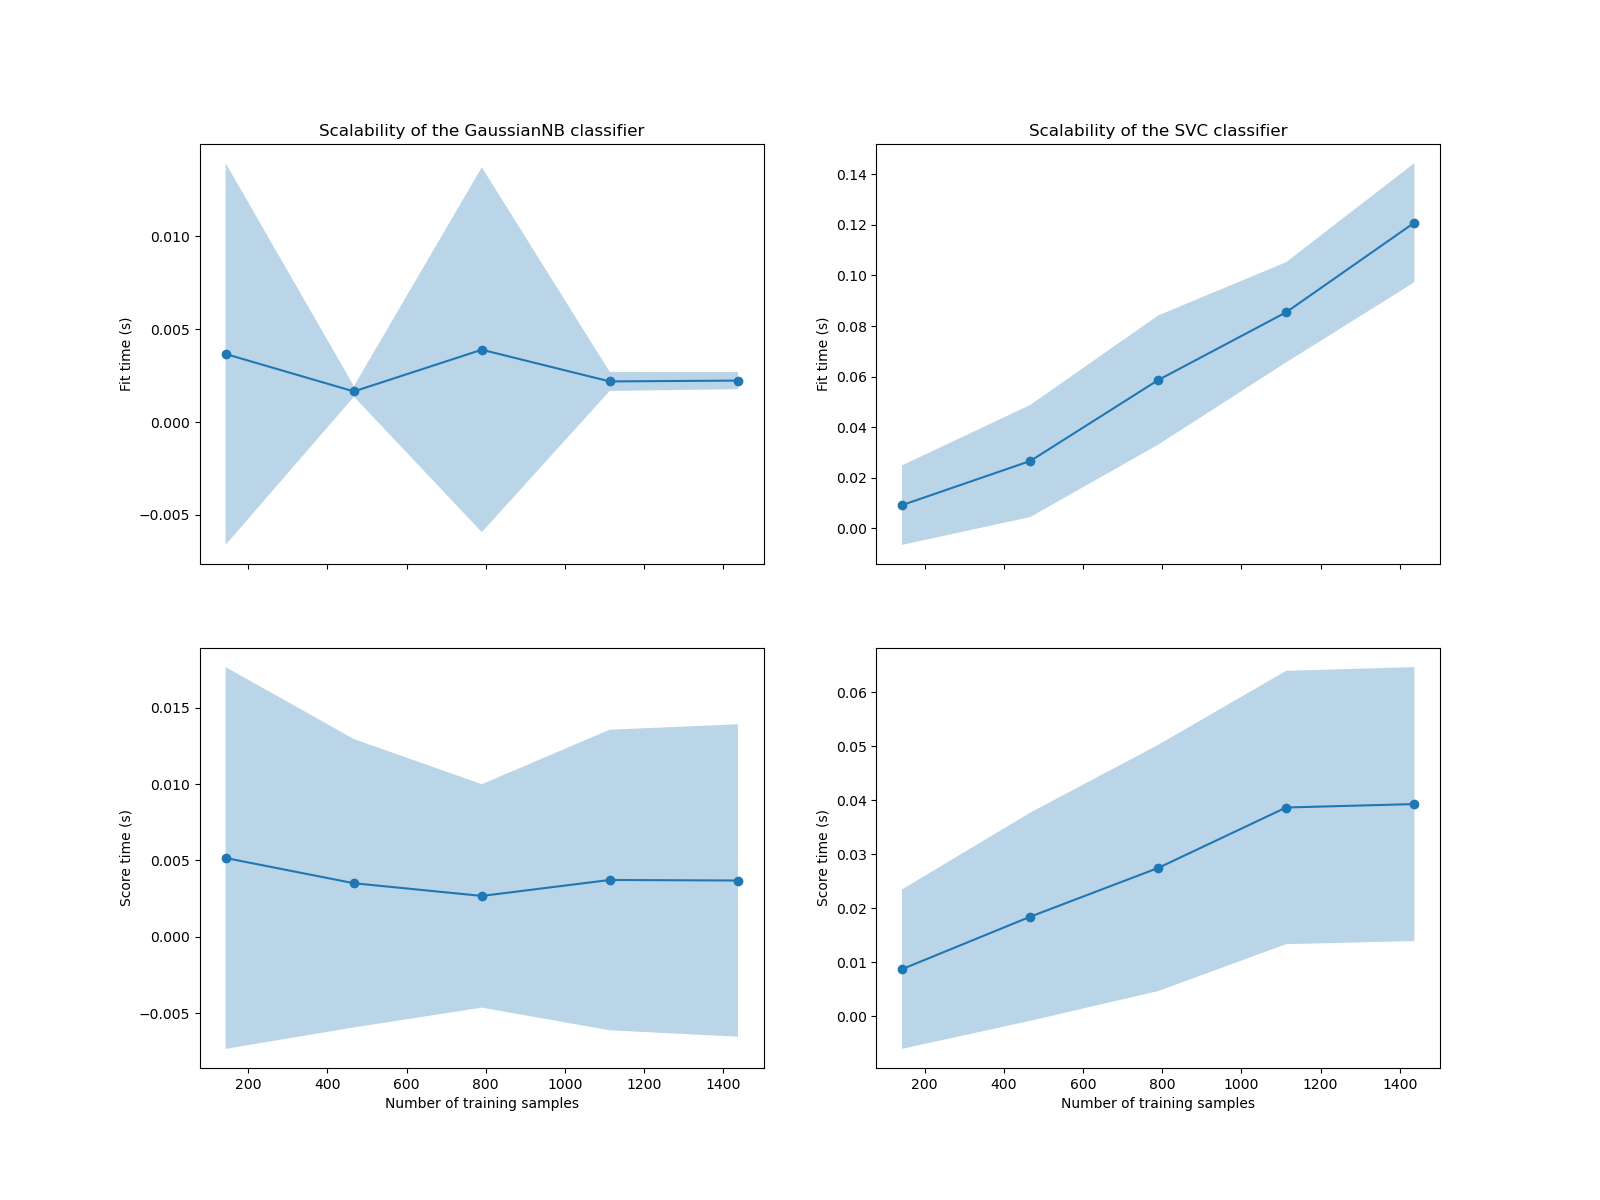 Scalability of the GaussianNB classifier
Fit time (s)
0.010
0.005
0.000
−0.005
Scalability of the SVC classifier
Fit time (s)
0.14
0.12
0.10
0.08
0.06
0.04
0.02
0.00
Score time (s)
0.015
0.010
0.005
0.000
−0.005
200 400 600 800 1000 1200 1400
Number of training samples
Score time (s)
0.06
0.05
0.04
0.03
0.02
0.01
0.00
200 400 600 800 1000 1200 1400
Number of training samples